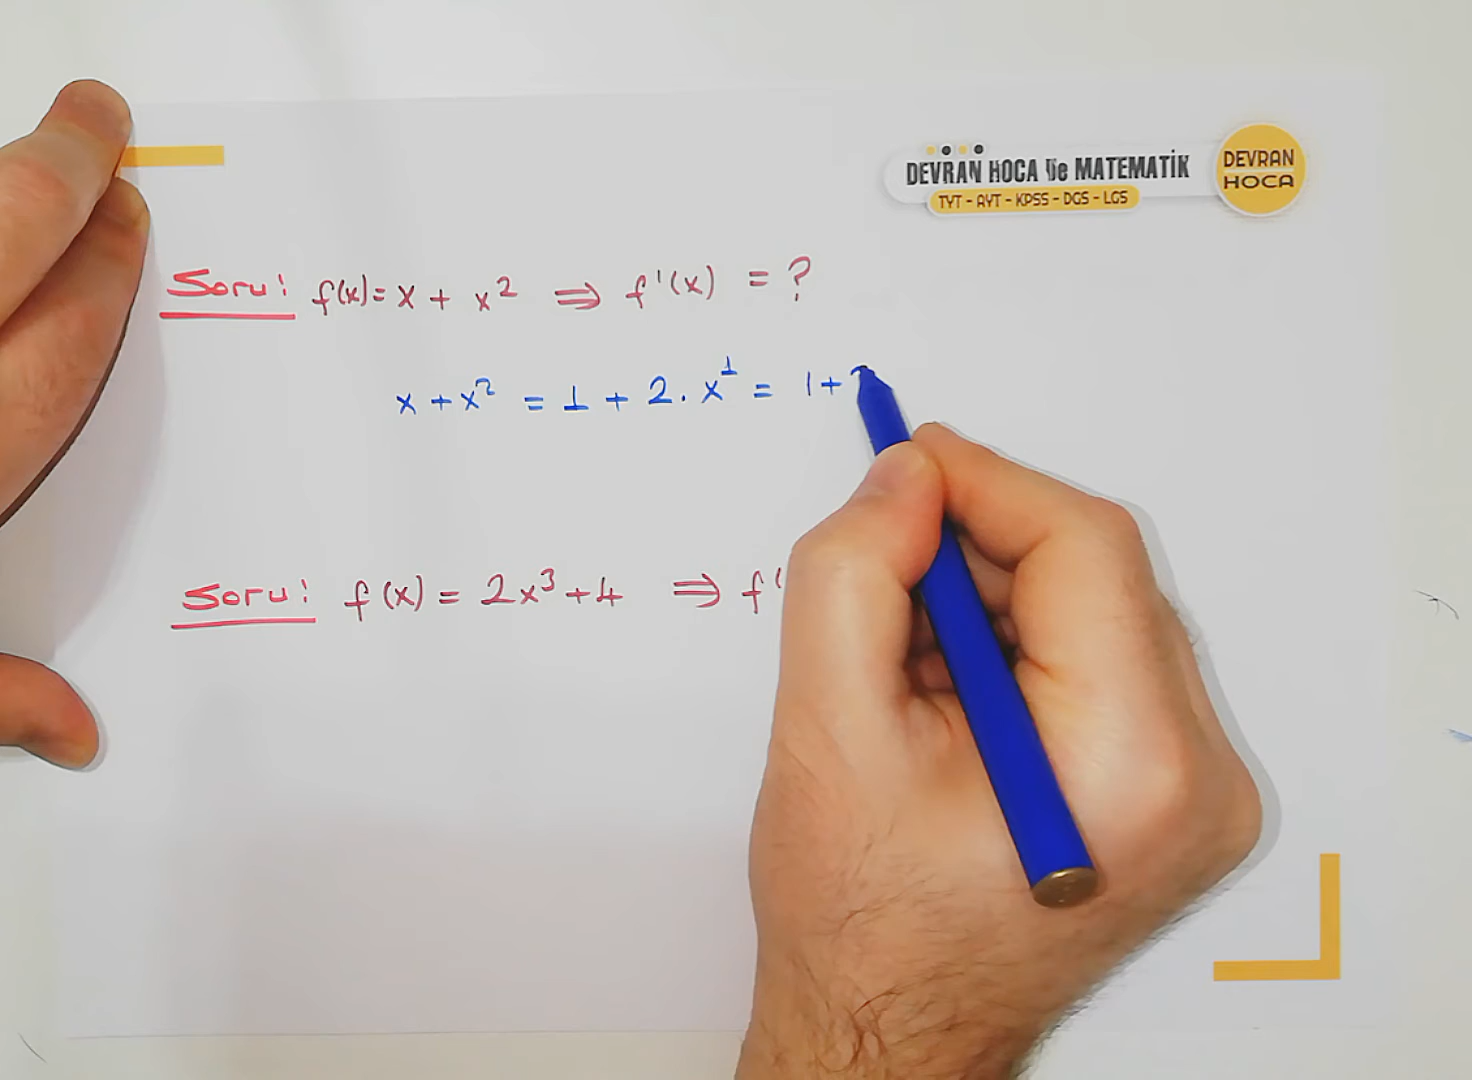 DEVRAN HOCA ile MATEMATİK
TYT - AYT - KPSS - DGS - LGS
DEVRAN
HOCA
Soru: f(x) = x + x² ⇒ f'(x) = ?
x + x² = 1 + 2 . x¹ = 1 +
Soru: f(x) = 2x³ + 4 ⇒ f'